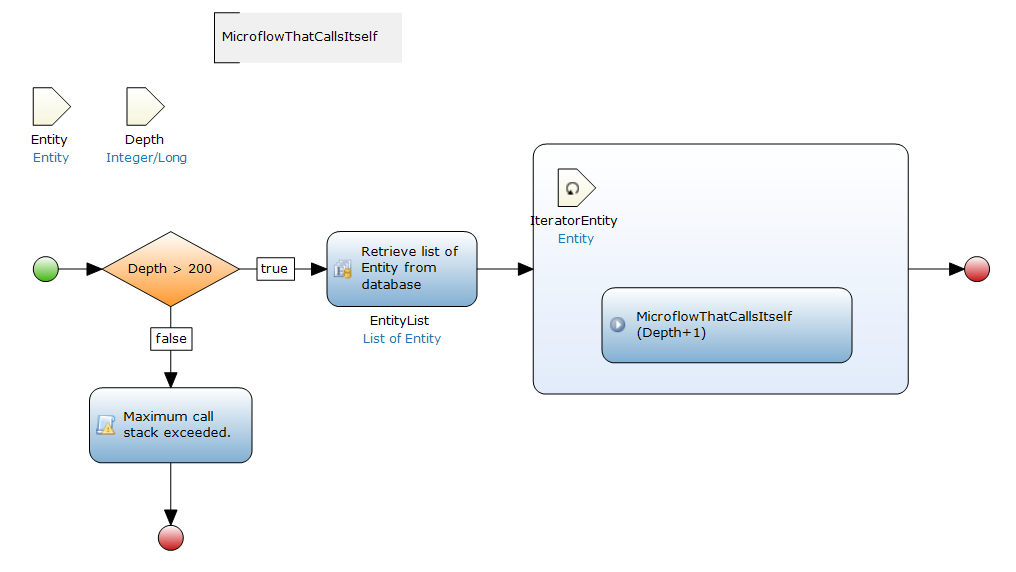 MicroflowThatCallsItself
Entity
Entity
Depth
Integer/Long
IteratorEntity
Entity
Depth > 200
true
Retrieve list of
Entity from
database
EntityList
List of Entity
MicroflowThatCallsItself
(Depth+1)
false
Maximum call
stack exceeded.